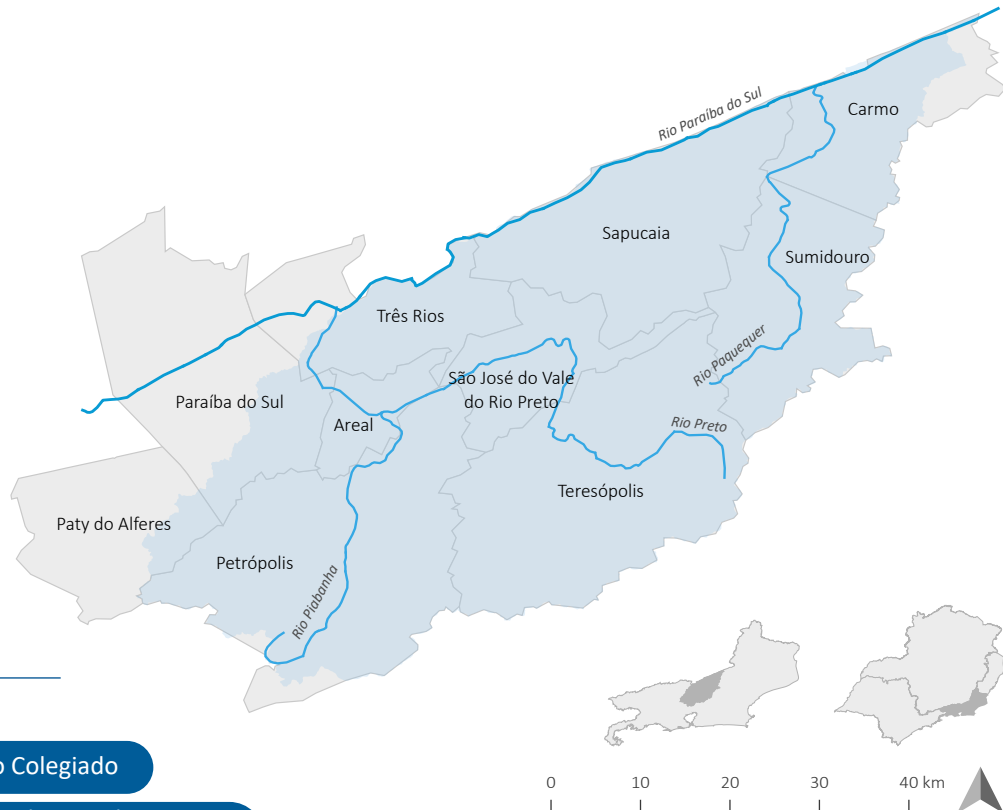 Rio Paraíba do Sul
Carmo
Sapucaia
Sumidouro
Três Rios
Rio Paquequer
São José do Vale
do Rio Preto
Paraíba do Sul
Areal
Rio Preto
Teresópolis
Paty do Alferes
Petrópolis
Rio Piabanha
Colegiado
0 10 20 30 40 km